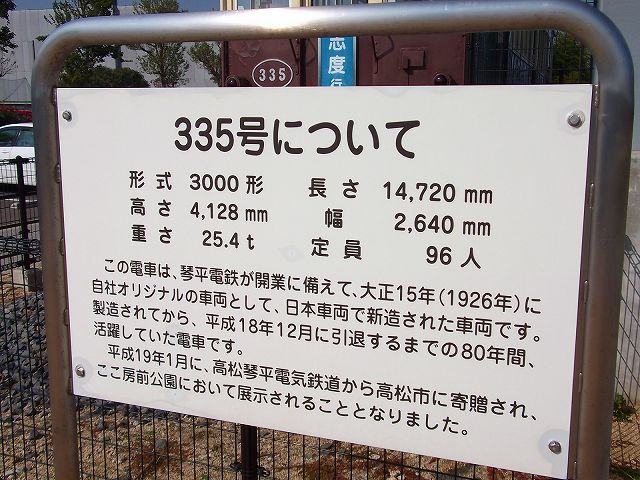 335
志度行
335号について
形式 3000形 長さ 14,720 mm
高さ 4,128 mm 幅 2,640 mm
重さ 25.4 t 定員 96人
この電車は、琴平電鉄が開業に備えて、大正15年(1926年)に
自社オリジナルの車両として、日本車両で新造された車両です。
製造されてから、平成18年12月に引退するまでの80年間、
活躍していた電車です。
平成19年1月に、高松琴平電気鉄道から高松市に寄贈され、
ここ房前公園において展示されることとなりました。